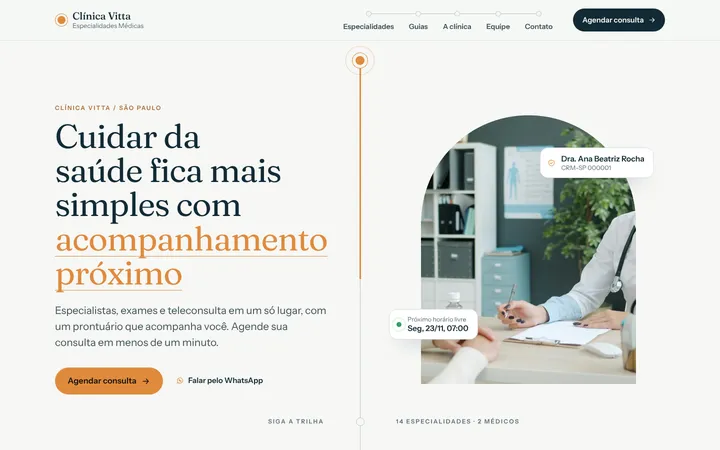 Clínica Vitta
Especialidades Médicas
Especialidades
Guias
A clínica
Equipe
Contato
Agendar consulta →
CLÍNICA VITTA / SÃO PAULO
Cuidar da
saúde fica mais
simples com
acompanhamento
próximo
Especialistas, exames e teleconsulta em um só lugar, com
um prontuário que acompanha você. Agende sua
consulta em menos de um minuto.
Agendar consulta →
Falar pelo WhatsApp
Dra. Ana Beatriz Rocha
CRM-SP 000001
Próximo horário livre
Seg, 23/11, 07:00
SIGA A TRILHA
14 ESPECIALIDADES · 2 MÉDICOS